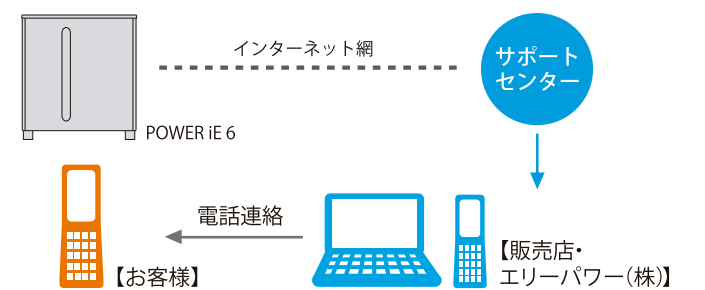 インターネット網
サポート
センター
POWER iE 6
電話連絡
【お客様】
【販売店・
エリーパワー（株）】